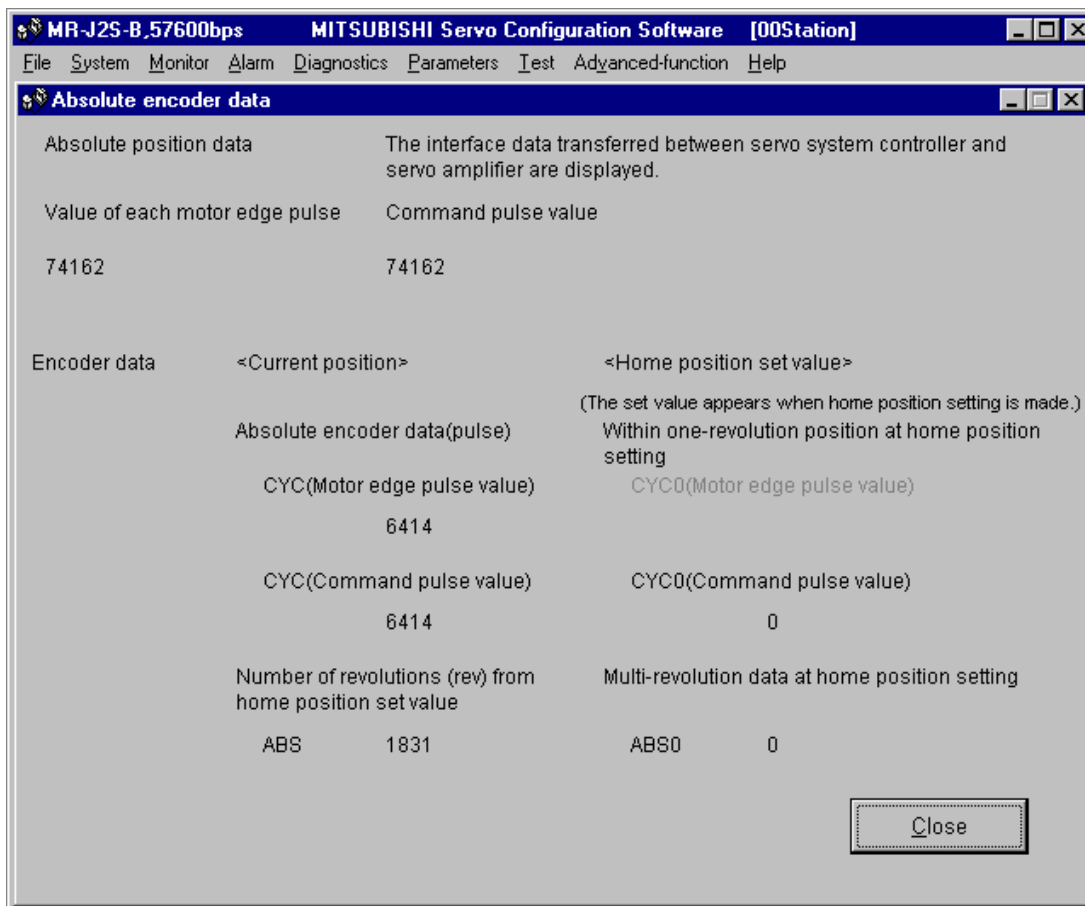 MR-J2S-B,57600bps MITSUBISHI Servo Configuration Software [00Station]
File System Monitor Alarm Diagnostics Parameters Test Advanced-function Help
Absolute encoder data
Absolute position data The interface data transferred between servo system controller and
servo amplifier are displayed.
Value of each motor edge pulse Command pulse value
74162 74162
Encoder data <Current position> <Home position set value>
(The set value appears when home position setting is made.)
Absolute encoder data(pulse) Within one-revolution position at home position
setting
CYC(Motor edge pulse value) CYC0(Motor edge pulse value)
6414
CYC(Command pulse value) CYC0(Command pulse value)
6414 0
Number of revolutions (rev) from Multi-revolution data at home position setting
home position set value
ABS 1831 ABS0 0
Close